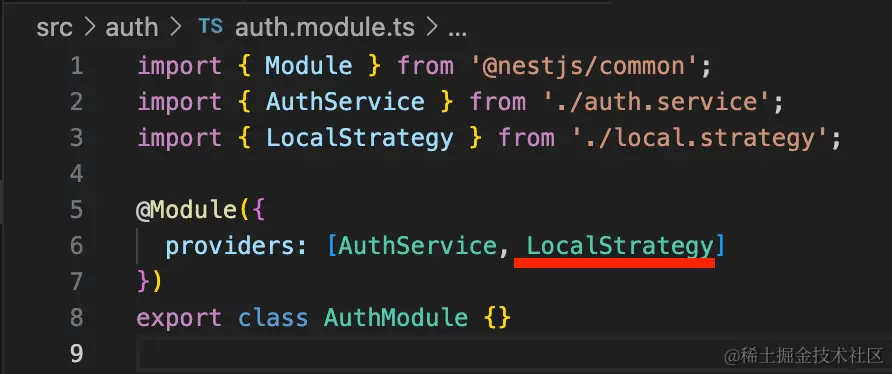 src > auth > TS auth.module.ts > ...
1 import { Module } from '@nestjs/common';
2 import { AuthService } from './auth.service';
3 import { LocalStrategy } from './local.strategy';
4
5 @Module({
6   providers: [AuthService, LocalStrategy]
7 })
8 export class AuthModule {}
9
@稀土掘金技术社区